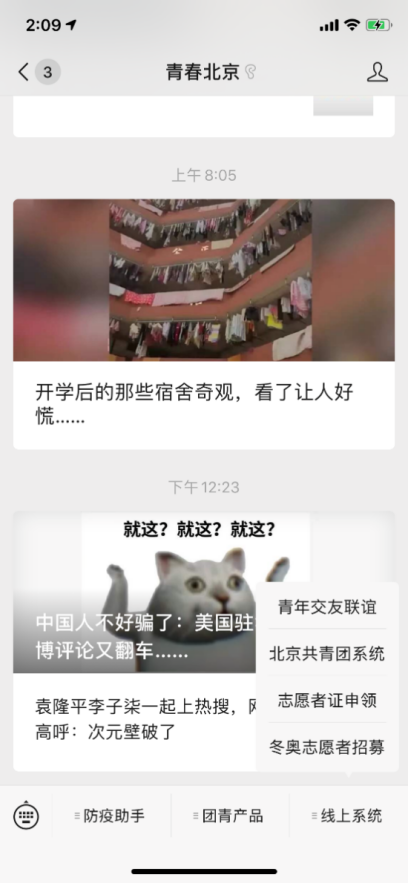 2:09
3
青春北京
上午 8:05
开学后的那些宿舍奇观，看了让人好
慌......
下午 12:23
就这？就这？就这？
中国人不好骗了：美国驻
博评论又翻车......
袁隆平李子柒一起上热搜，
高呼：次元壁破了
青年交友联谊
北京共青团系统
志愿者证申领
冬奥志愿者招募
防疫助手
团青产品
线上系统